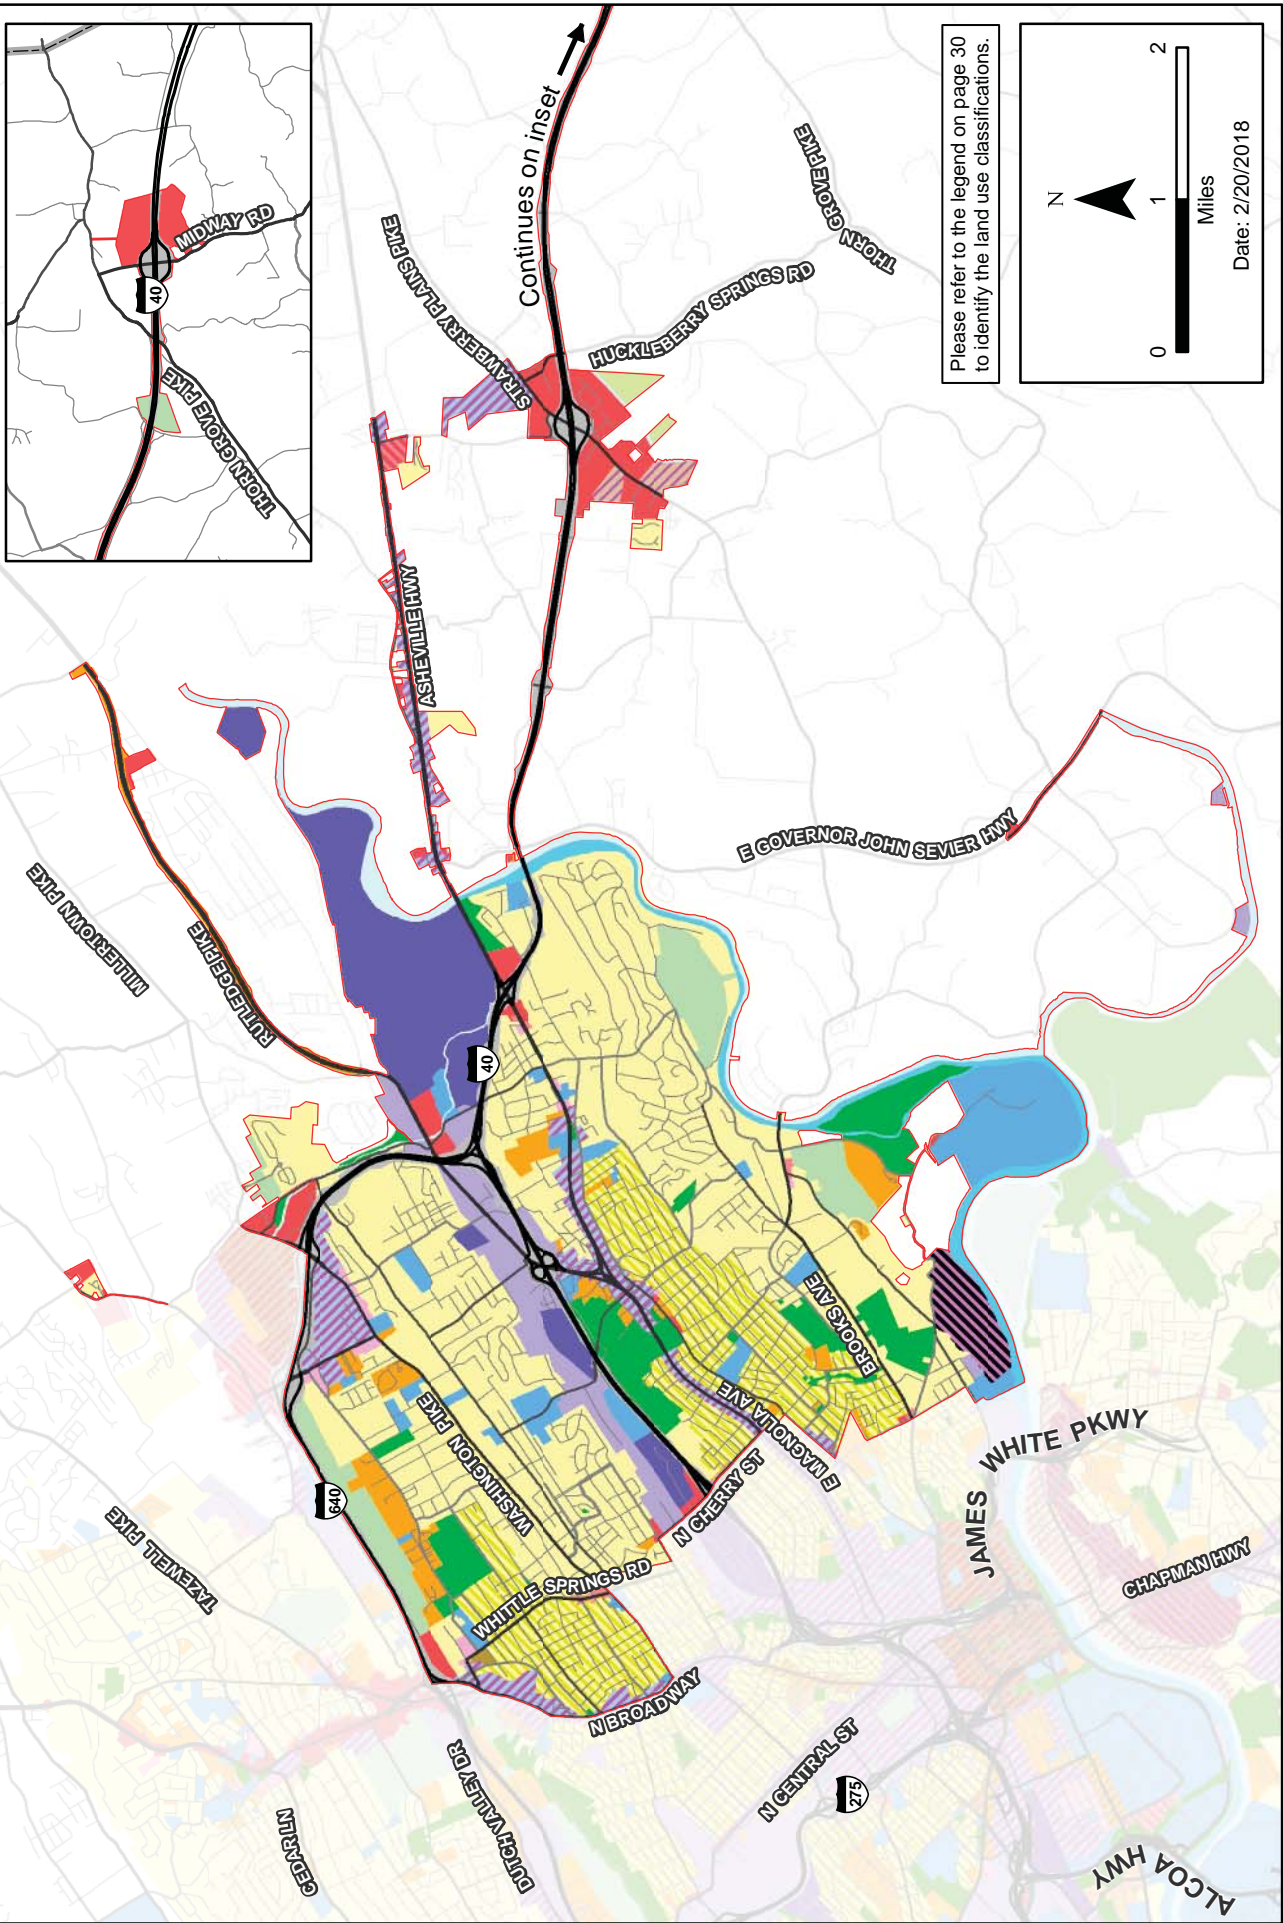 MIDWAY RD
40
THORN GROVE PIKE
Continues on inset
STRAWBERRY PLAINS PIKE
HUCKLEBERRY SPRINGS RD
THORN GROVE PIKE
Please refer to the legend on page 30
to identify the land use classifications.
N
0 1 2
Miles
Date: 2/20/2018
ASHEVILLE HWY
MILLERTOWN PIKE
RUTLEDGE PIKE
E GOVERNOR JOHN SEVIER HWY
40
TAZEWELL PIKE
640
WASHINGTON PIKE
WHITTLE SPRINGS RD
N CHERRY ST
E MAGNOLIA AVE
BROOKS AVE
JAMES WHITE PKWY
CHAPMAN HWY
N BROADWAY
CEDAR LN
DUTCH VALLEY DR
N CENTRAL ST
275
ALCOA HWY